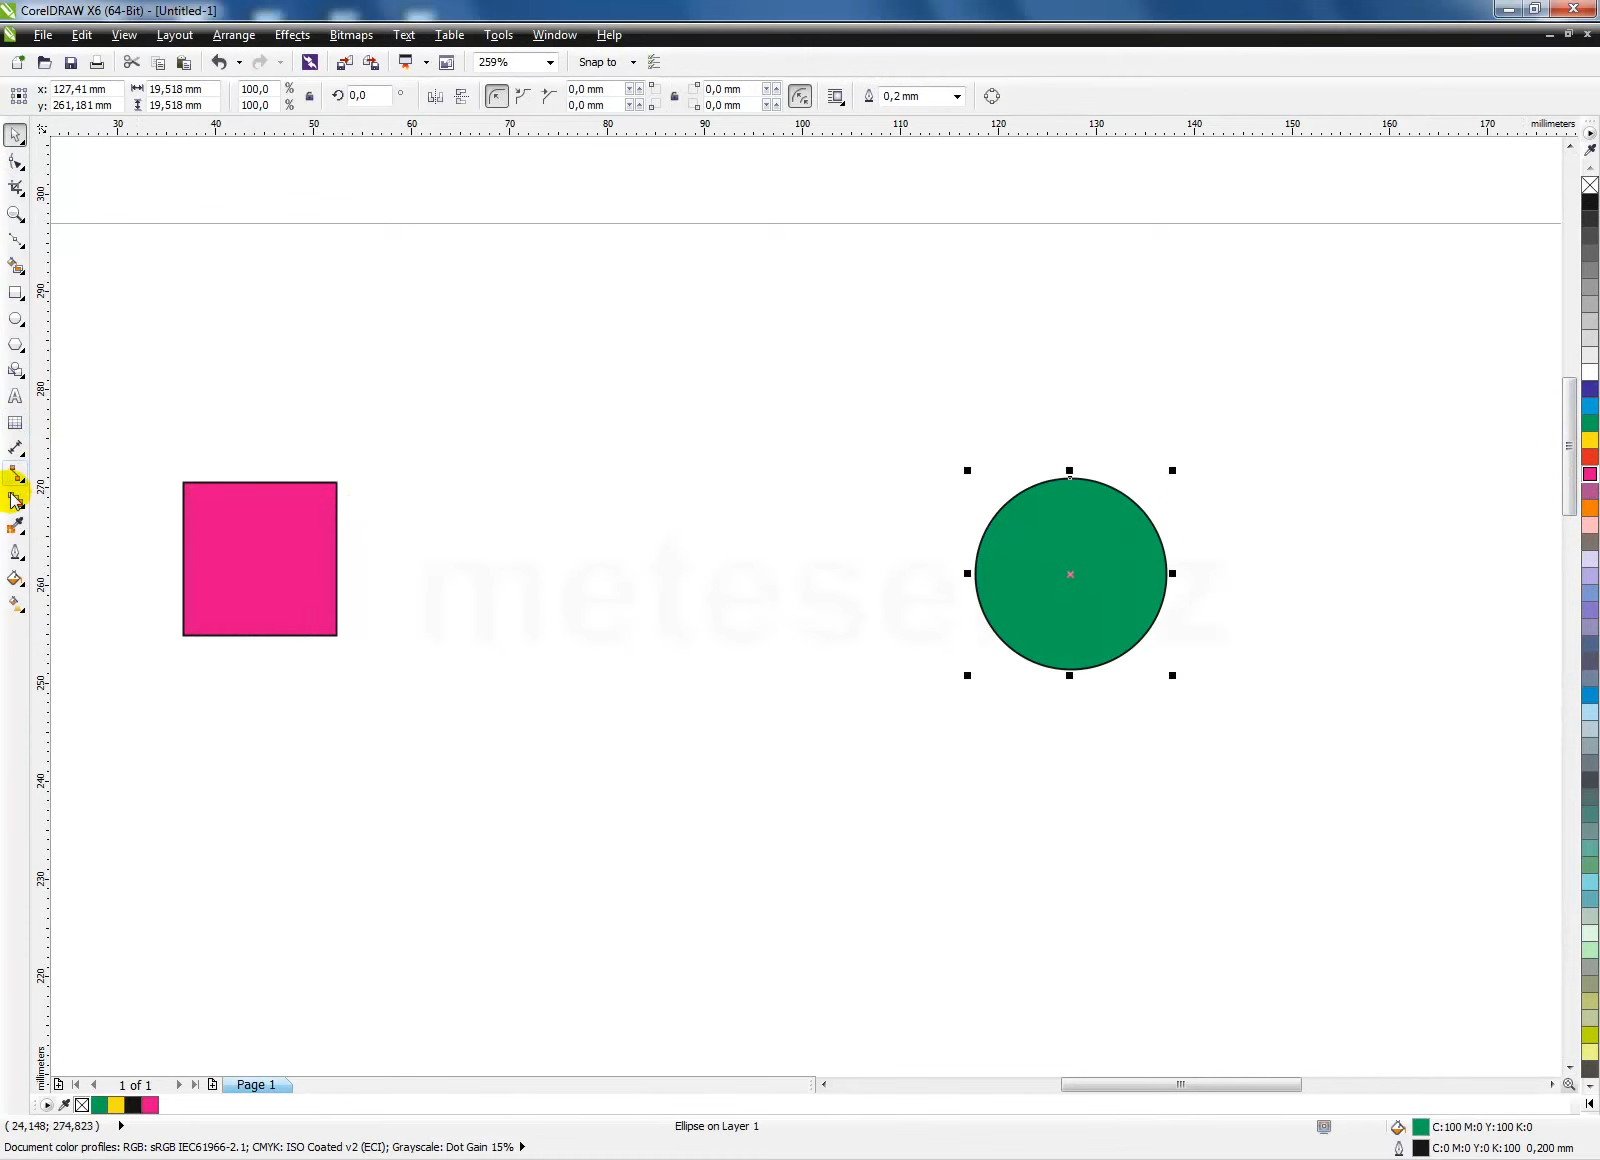 CorelDRAW X6 (64-Bit) - [Untitled-1]
File Edit View Layout Arrange Effects Bitmaps Text Table Tools Window Help
259% Snap to
x: 127,41 mm 19,518 mm 100,0 % 0,0 ° 0,0 mm 0,0 mm 0,2 mm
y: 261,181 mm 19,518 mm 100,0 % 0,0 mm 0,0 mm
30 40 50 60 70 80 90 100 110 120 130 140 150 160 170 millimeters
300
290
280
270
260
250
240
230
220
millimeters
1 of 1 Page 1
( 24,148; 274,823 ) Ellipse on Layer 1 C:100 M:0 Y:100 K:0
Document color profiles: RGB: sRGB IEC61966-2.1; CMYK: ISO Coated v2 (ECI); Grayscale: Dot Gain 15% C:0 M:0 Y:0 K:100 0,200 mm